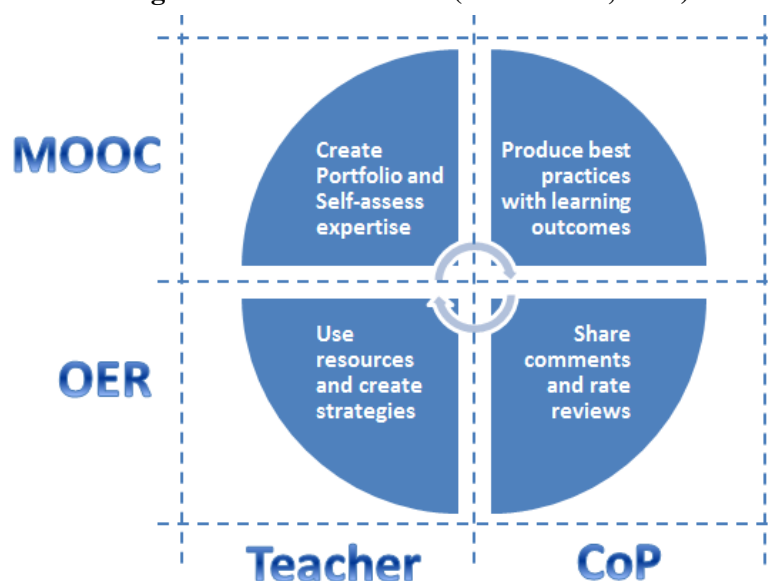 MOOC
Create
Portfolio and
Self-assess
expertise
Produce best
practices
with learning
outcomes
OER
Use
resources
and create
strategies
Share
comments
and rate
reviews
Teacher
CoP